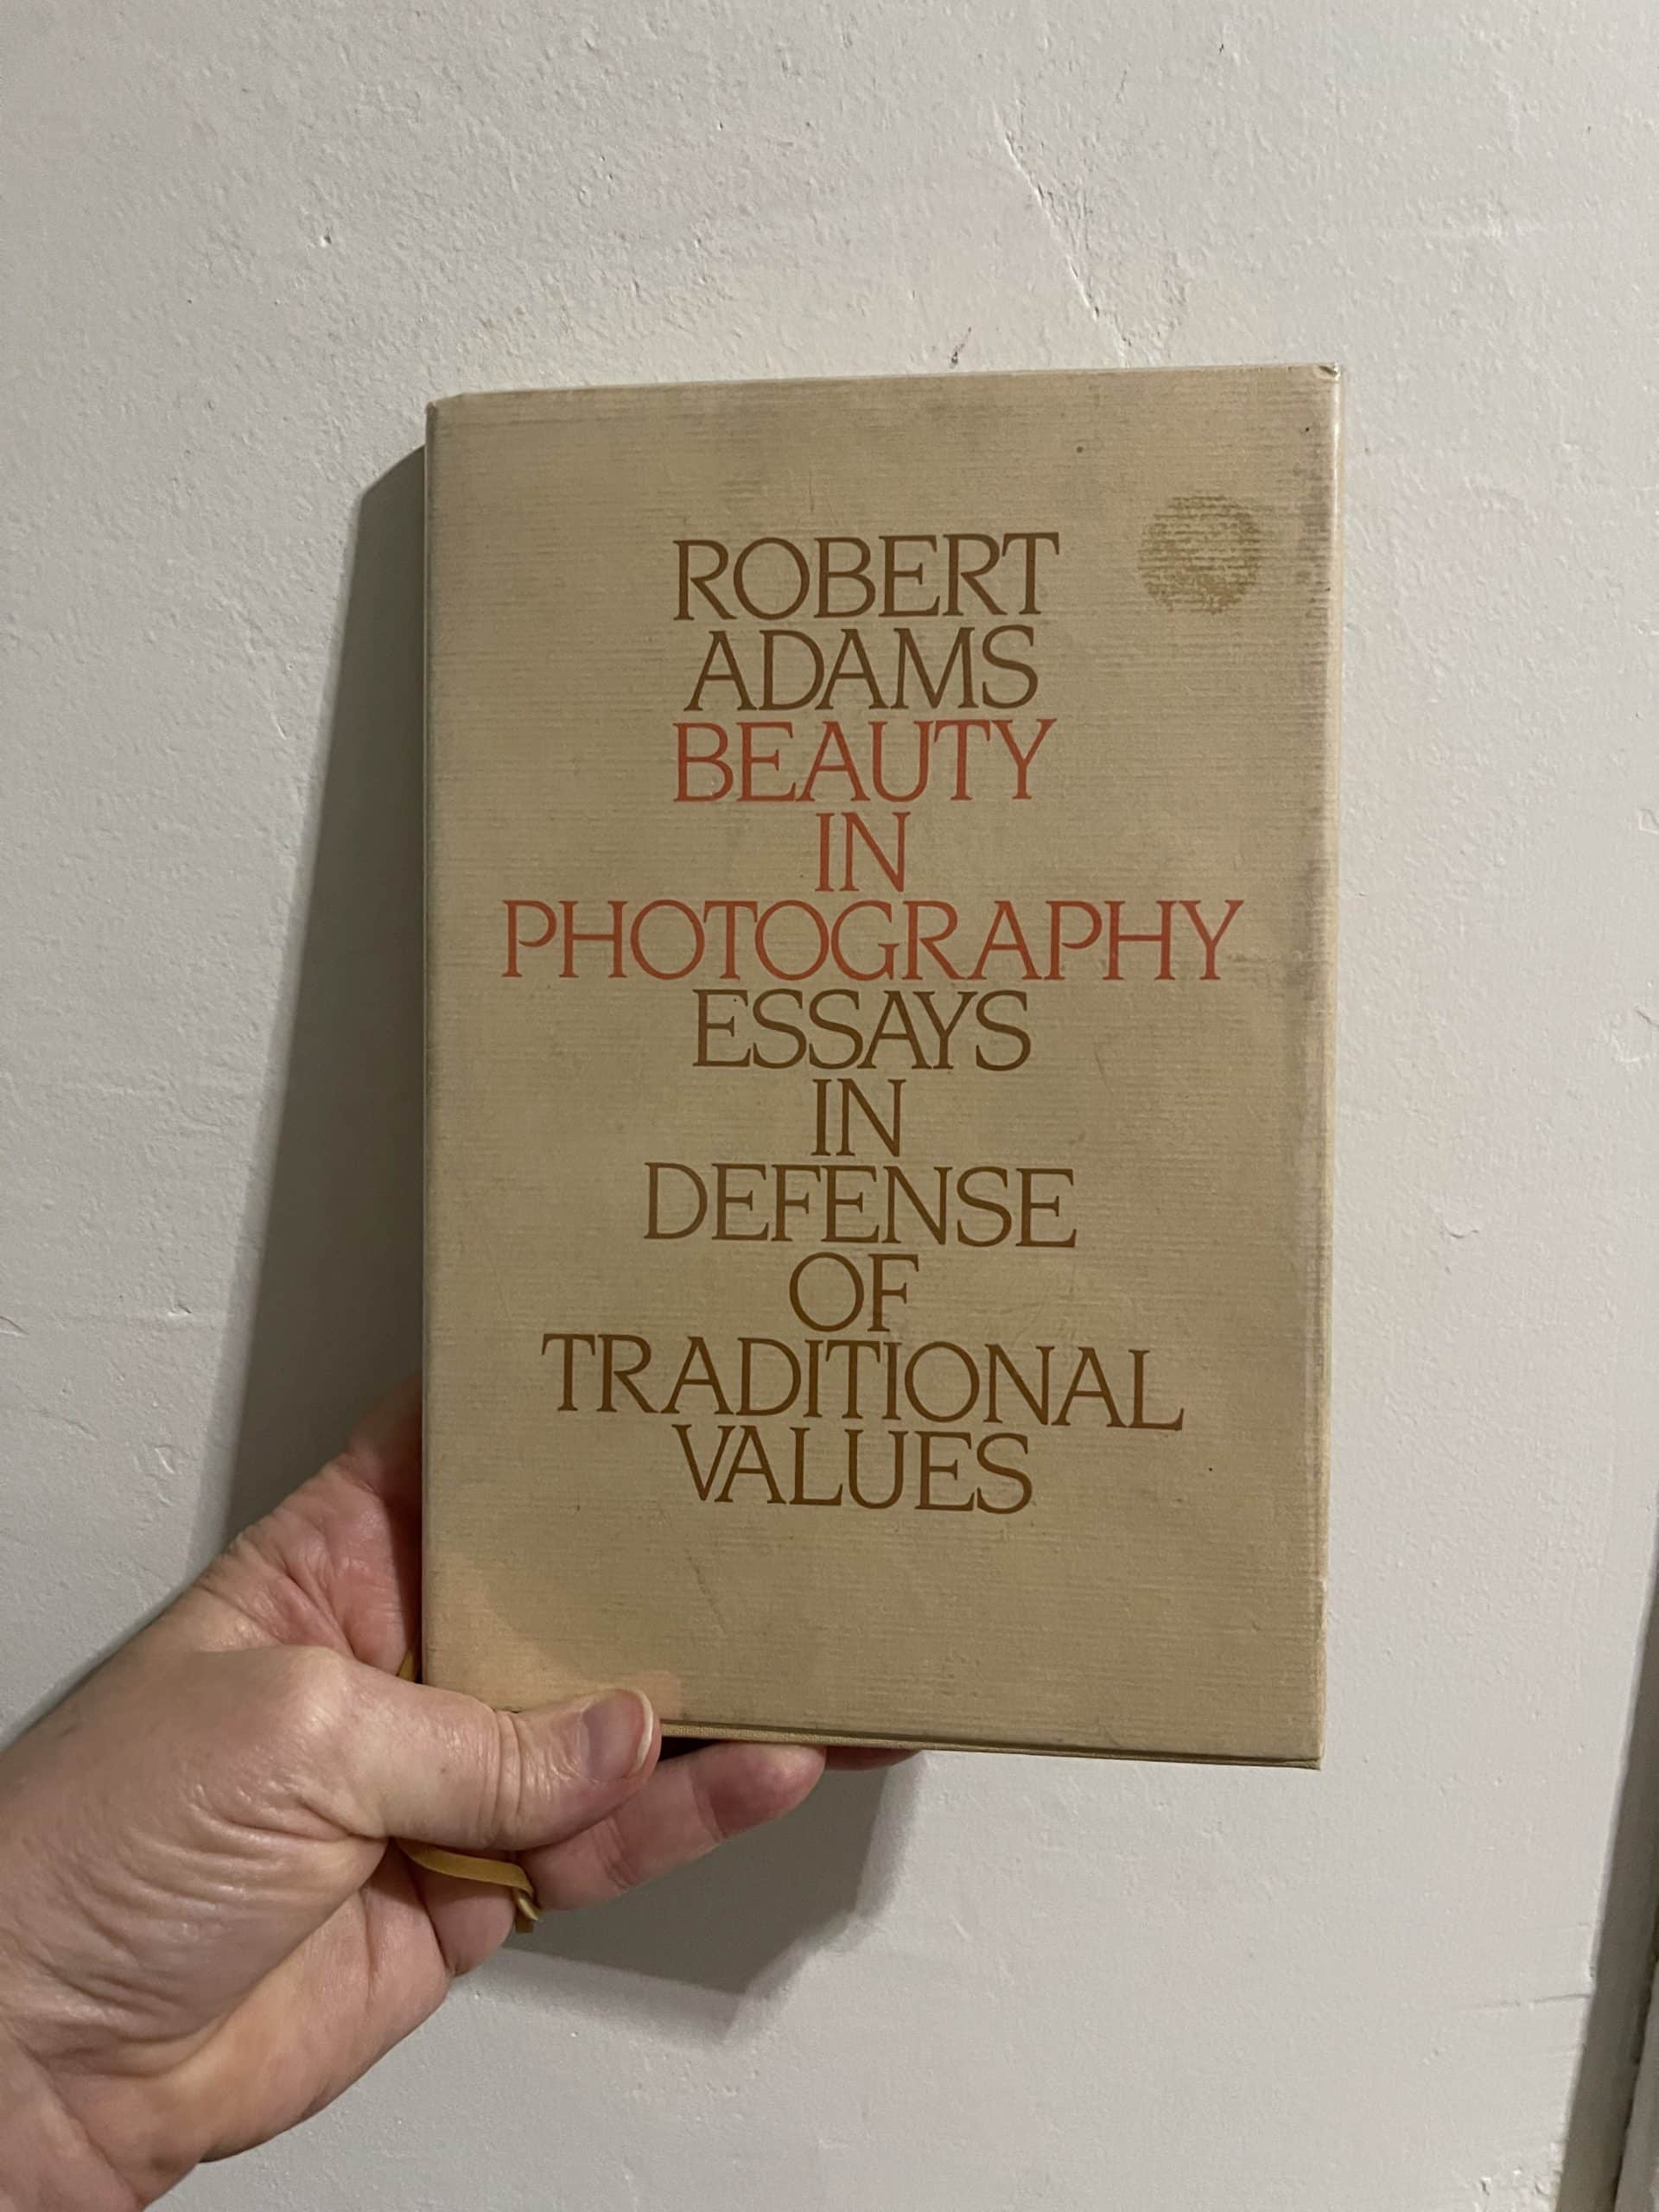 ROBERT
ADAMS
BEAUTY
IN
PHOTOGRAPHY
ESSAYS
IN
DEFENSE
OF
TRADITIONAL
VALUES